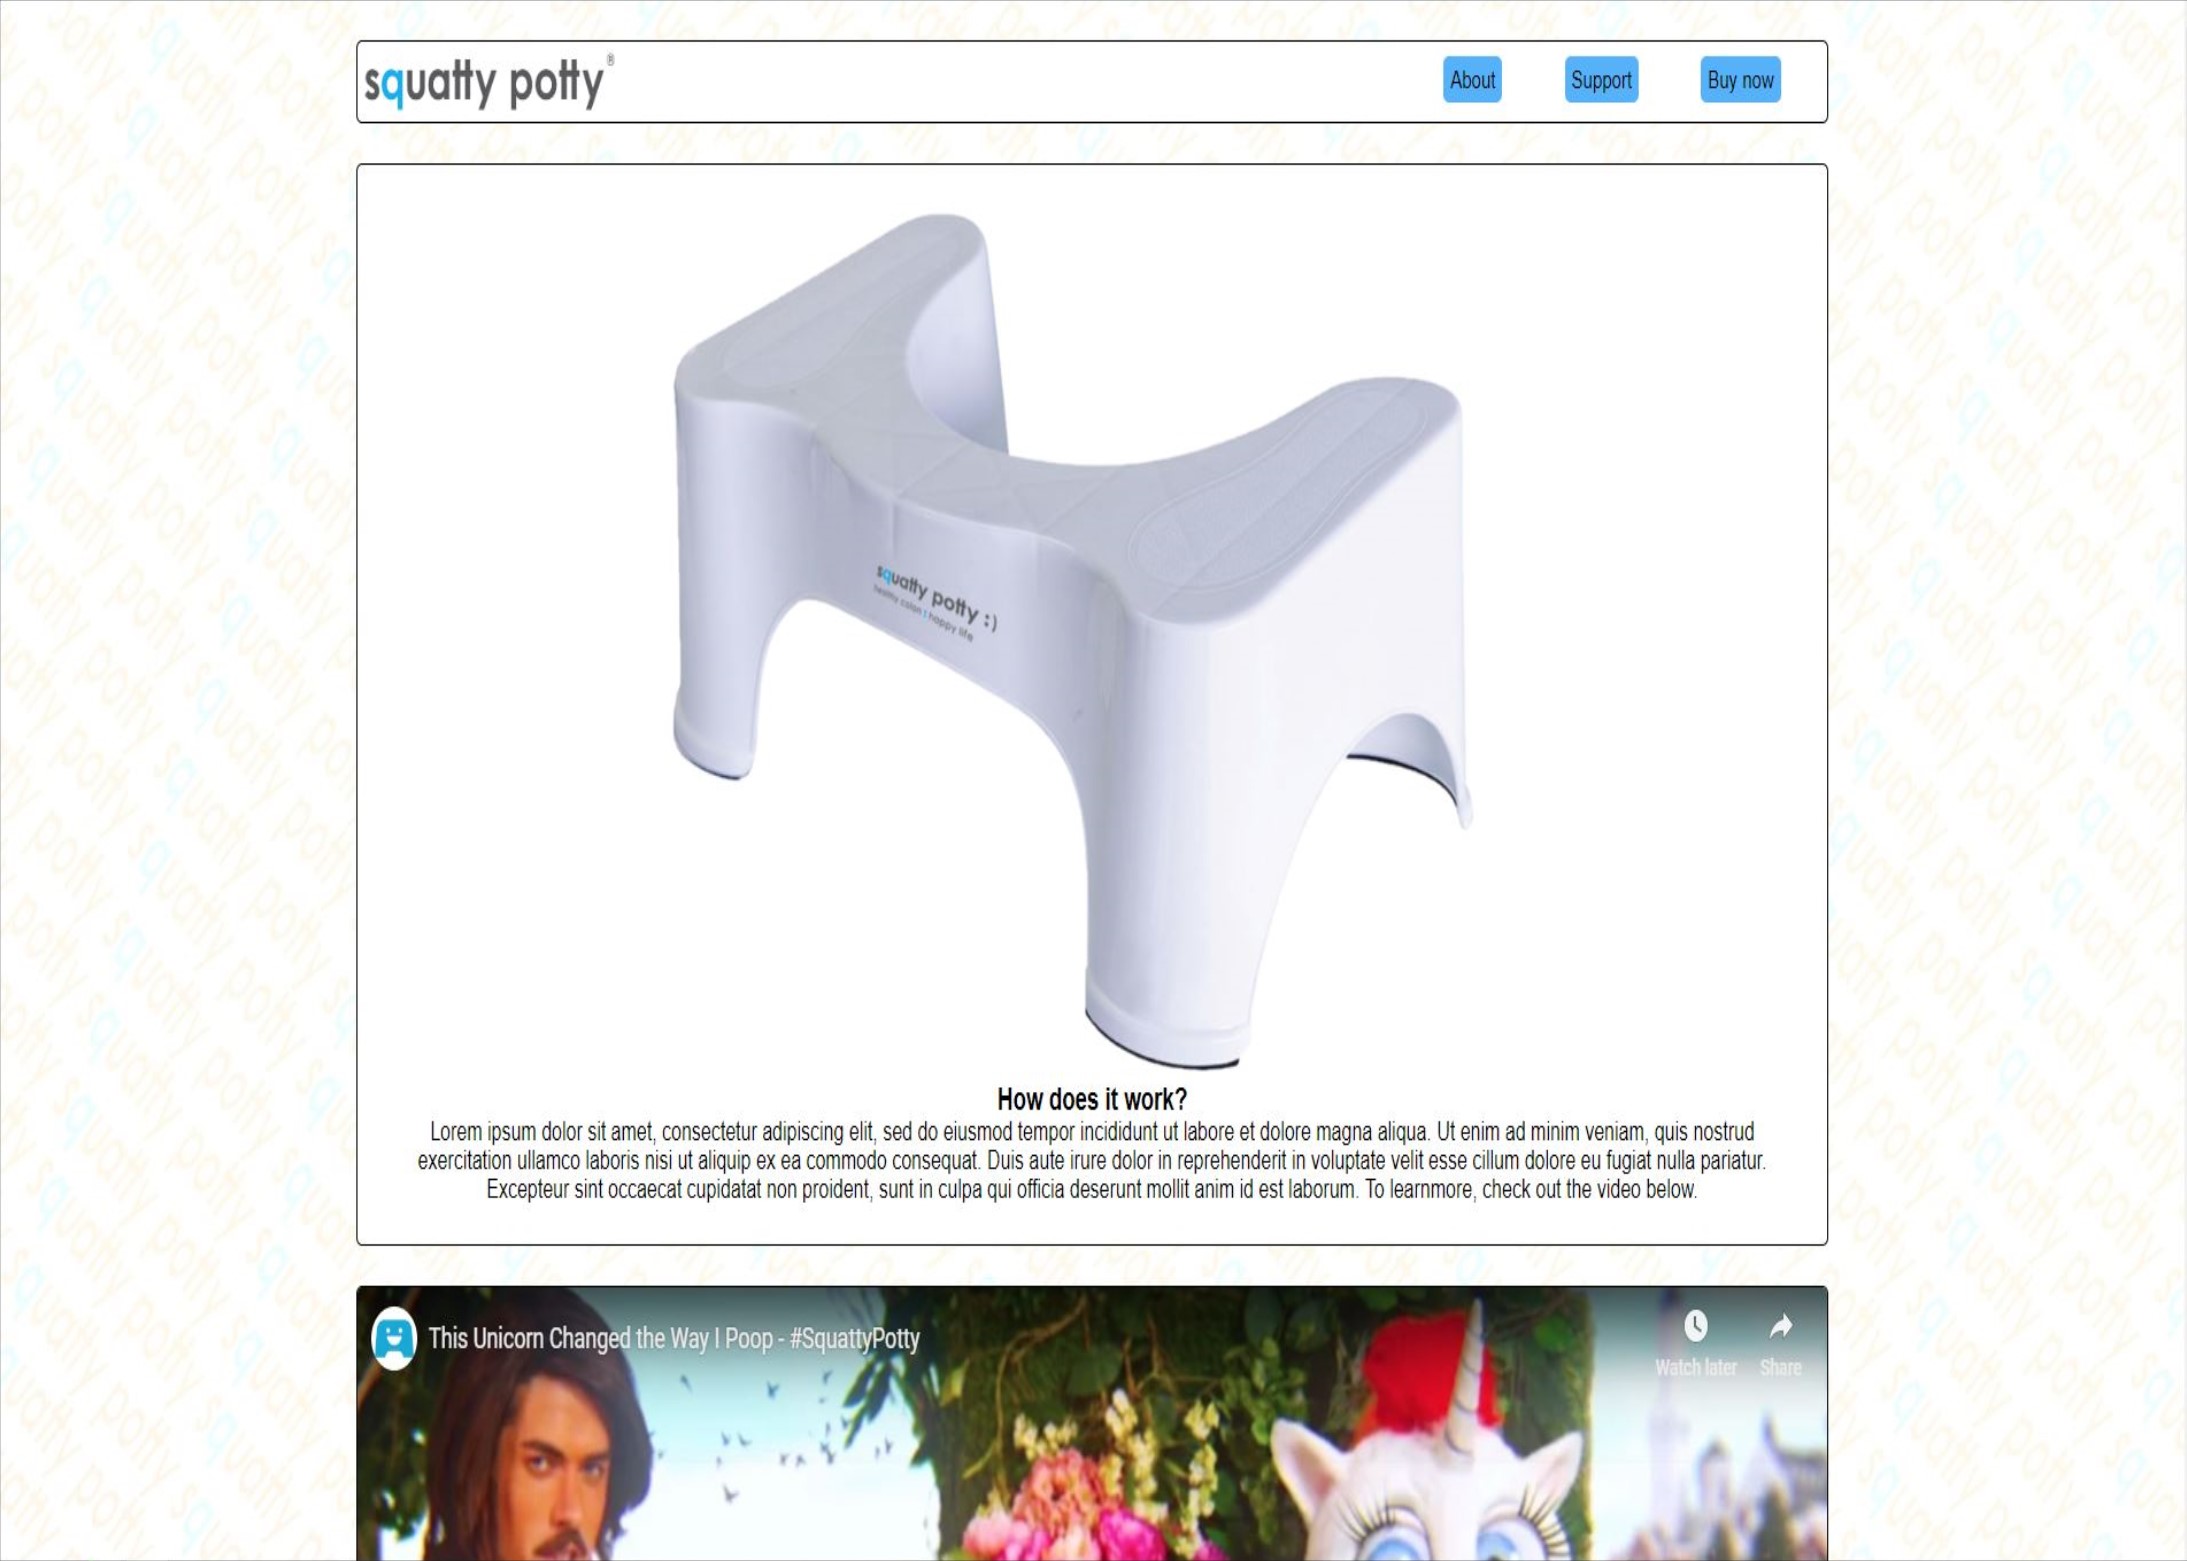 squatty potty®
About Support Buy now
squatty potty :)
healthy colon : happy life
How does it work?
Lorem ipsum dolor sit amet, consectetur adipiscing elit, sed do eiusmod tempor incididunt ut labore et dolore magna aliqua. Ut enim ad minim veniam, quis nostrud
exercitation ullamco laboris nisi ut aliquip ex ea commodo consequat. Duis aute irure dolor in reprehenderit in voluptate velit esse cillum dolore eu fugiat nulla pariatur.
Excepteur sint occaecat cupidatat non proident, sunt in culpa qui officia deserunt mollit anim id est laborum. To learnmore, check out the video below.
This Unicorn Changed the Way I Poop - #SquattyPotty
Watch later Share